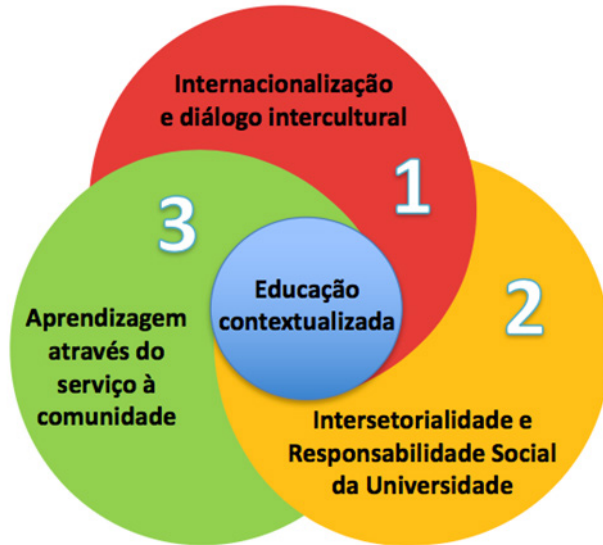 Internacionalização
e diálogo intercultural
1
3
Educação
contextualizada
2
Aprendizagem
através do
serviço à
comunidade
Intersetorialidade e
Responsabilidade Social
da Universidade